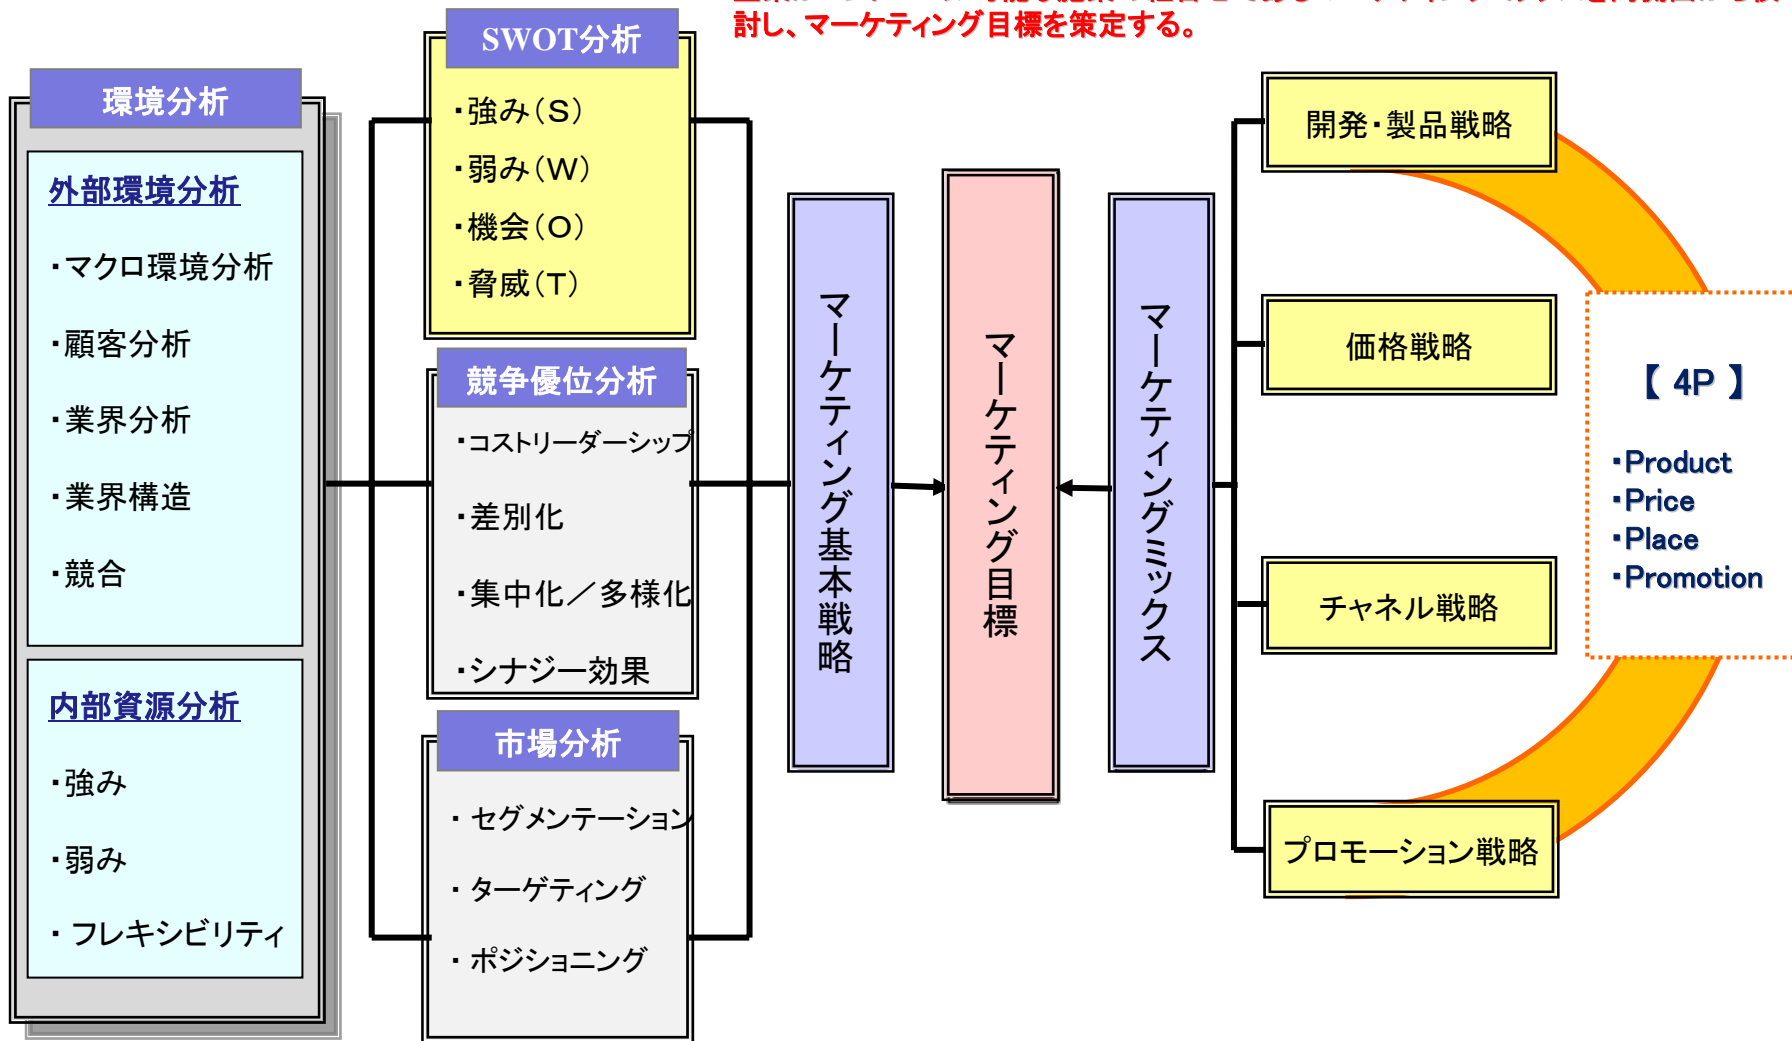 討し、マーケティング目標を策定する。
環境分析
外部環境分析
・マクロ環境分析
・顧客分析
・業界分析
・業界構造
・競合
内部資源分析
・強み
・弱み
・フレキシビリティ
SWOT分析
・強み（S）
・弱み（W）
・機会（O）
・脅威（T）
競争優位分析
・コストリーダーシップ
・差別化
・集中化／多様化
・シナジー効果
市場分析
・セグメンテーション
・ターゲティング
・ポジショニング
マーケティング基本戦略
マーケティング目標
マーケティングミックス
開発・製品戦略
価格戦略
チャネル戦略
プロモーション戦略
【 4P 】
・Product
・Price
・Place
・Promotion